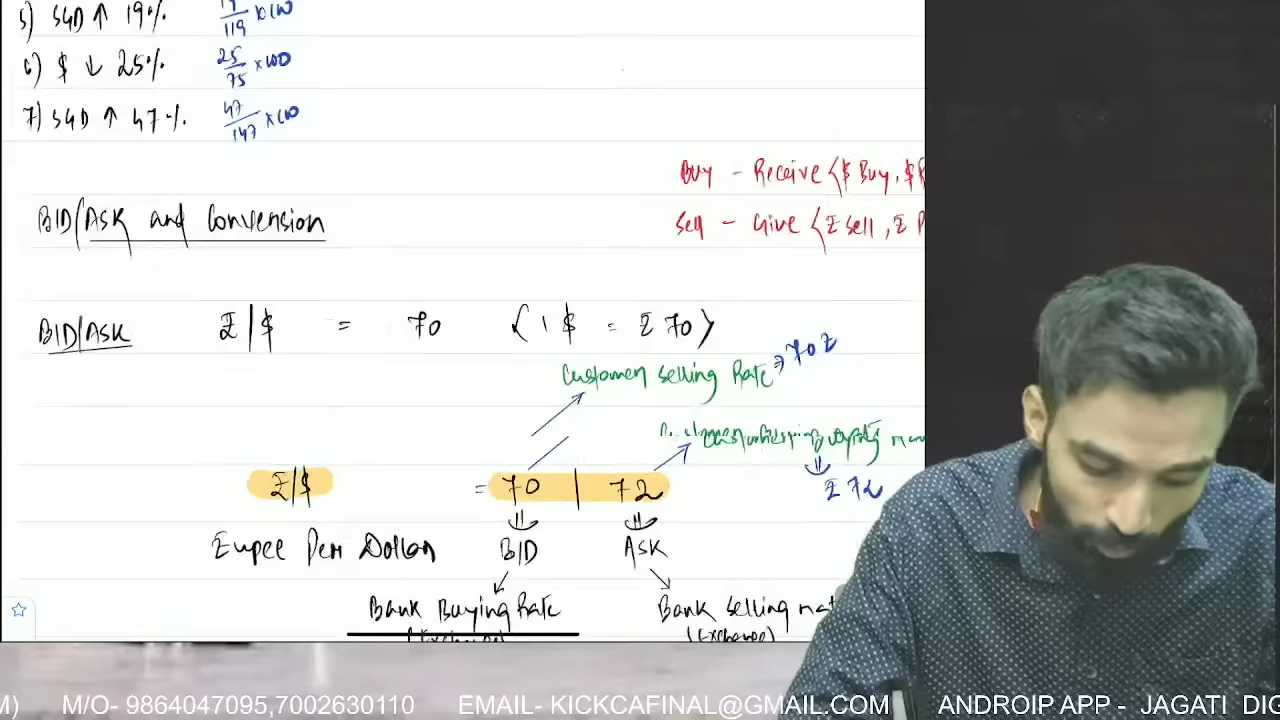 5) SGD ↑ 19% 19/119 x 100
6) $ ↓ 25% 25/75 x 100
7) SGD ↑ 47% 47/147 x 100
Buy - Receive ($ Buy, $ R
Sell - Give (₹ Sell, ₹ P
BID/ASK and Conversion
BID/ASK ₹|$ = 70 (1 $ = ₹ 70)
Customer Selling Rate ⇒ 70 ₹
₹ 72
₹|$ = 70 | 72
Rupee Per Dollar BID ASK
Bank Buying Rate Bank Selling rat
(Exchange) (Exchange)
M) M/O- 9864047095,7002630110 EMAIL- KICKCAFINAL@GMAIL.COM ANDROIP APP - JAGATI DIG